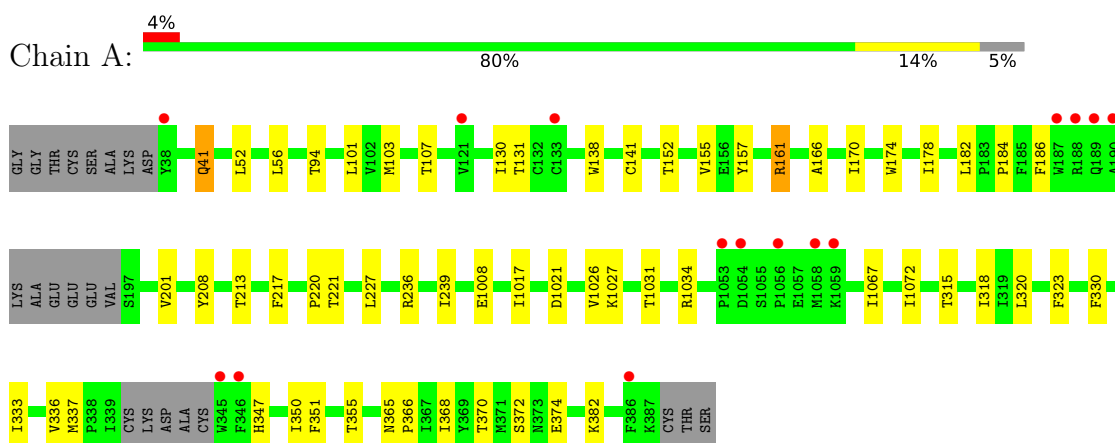 4%
Chain A:
80% 14% 5%
GLY GLY THR CYS SER ALA LYS ASP Y38 Q41 L52 L56 T94 L101 V102 M103 T107 V121 I130 T131 C132 C133 W138 C141 T152 V155 E156 Y157 R161 A166 I170 W174 I178 L182 P183 P184 F185 F186 W187 R188 Q189 A190
LYS ALA GLU GLU GLU VAL S197 V201 Y208 T213 F217 P220 T221 L227 R236 I239 E1008 I1017 D1021 V1026 K1027 T1031 R1034 P1053 D1054 S1055 P1056 E1057 M1058 K1059 I1067 I1072 T315 I318 I319 L320 F323 F330
I333 V336 M337 P338 I339 CYS LYS ASP ALA CYS W345 F346 H347 I350 F351 T355 N365 P366 I367 I368 Y369 T370 M371 S372 N373 E374 K382 F386 K387 CYS THR SER